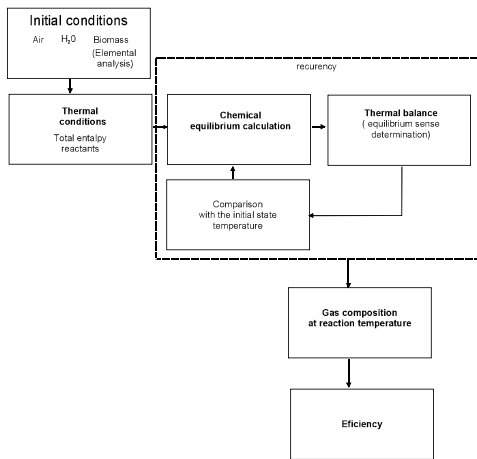 Initial conditions
Air H₂0 Biomass
(Elemental
analysis)
recurency
Thermal
conditions
Total entalpy
reactants
Chemical
equilibrium calculation
Thermal balance
( equilibrium sense
determination)
Comparison
with the initial state
temperature
Gas composition
at reaction temperature
Eficiency